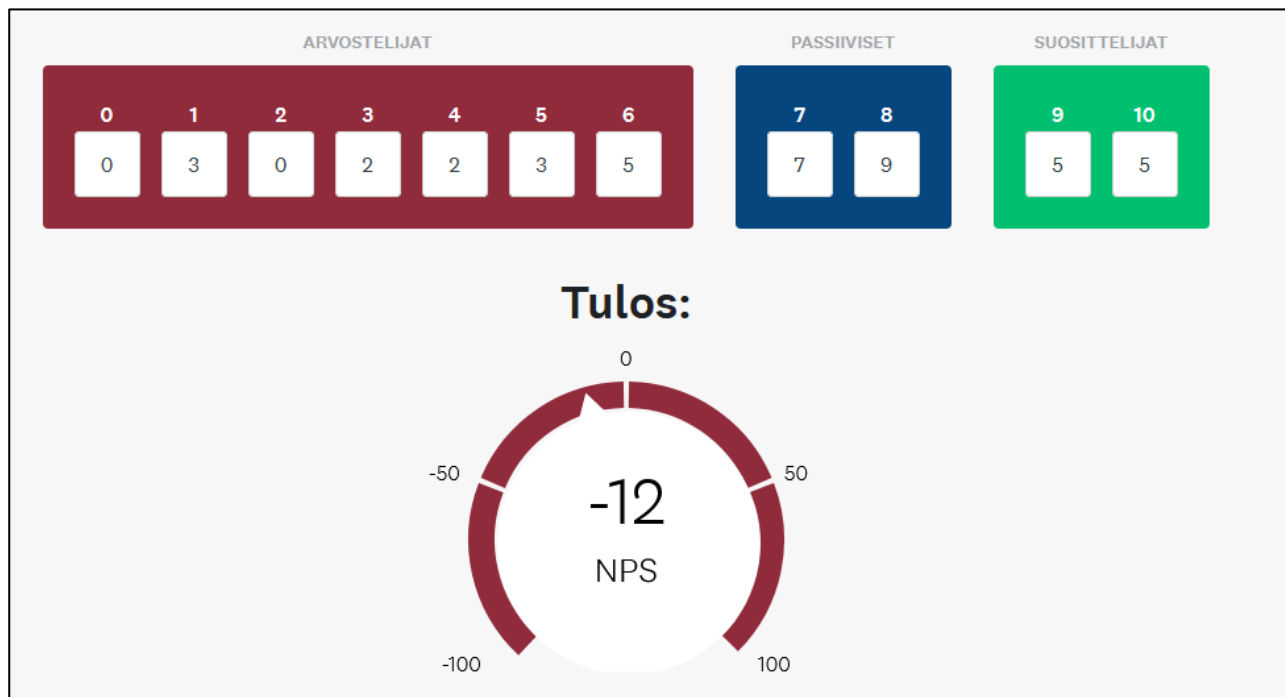 ARVOSTELIJAT PASSIIVISET SUOSITTELIJAT
0 1 2 3 4 5 6 7 8 9 10
0 3 0 2 2 3 5 7 9 5 5
Tulos:
0
-50 50
-12
NPS
-100 100